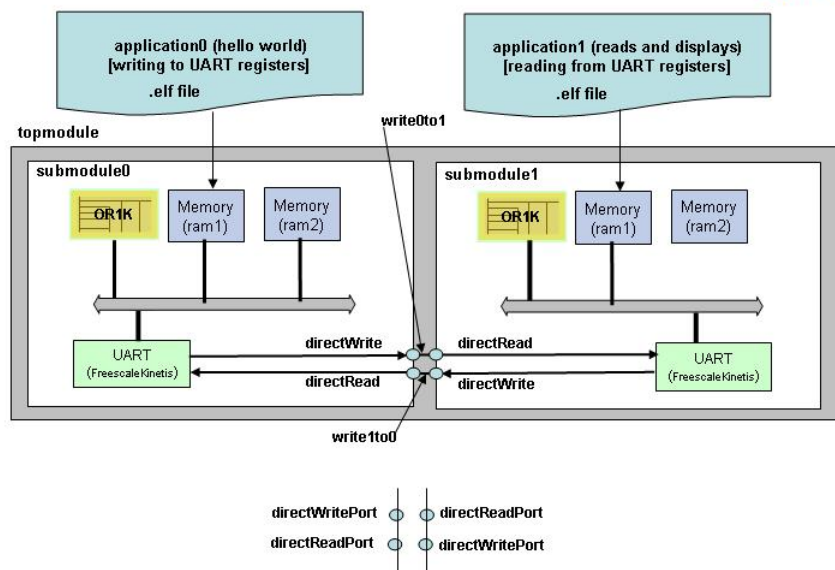 application0 (hello world)
[writing to UART registers]
.elf file
application1 (reads and displays)
[reading from UART registers]
.elf file
write0to1
topmodule
submodule0
submodule1
OR1K
Memory
(ram1)
Memory
(ram2)
OR1K
Memory
(ram1)
Memory
(ram2)
UART
(FreescaleKinetis)
directWrite
directRead
directRead
directWrite
UART
(FreescaleKinetis)
write1to0
directWritePort
directReadPort
directReadPort
directWritePort